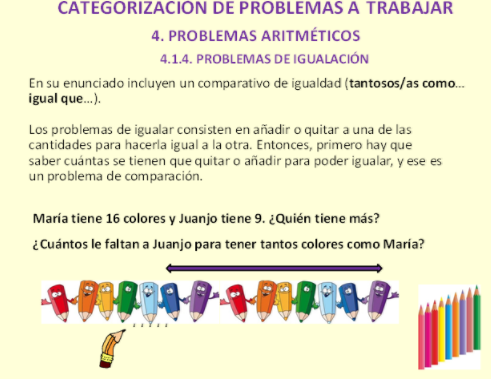 CATEGORIZACIÓN DE PROBLEMAS A TRABAJAR
4. PROBLEMAS ARITMÉTICOS
4.1.4. PROBLEMAS DE IGUALACIÓN
En su enunciado incluyen un comparativo de igualdad (tantosos/as como...
igual que...).
Los problemas de igualar consisten en añadir o quitar a una de las
cantidades para hacerla igual a la otra. Entonces, primero hay que
saber cuántas se tienen que quitar o añadir para poder igualar, y ese es
un problema de comparación.
María tiene 16 colores y Juanjo tiene 9. ¿Quién tiene más?
¿Cuántos le faltan a Juanjo para tener tantos colores como María?